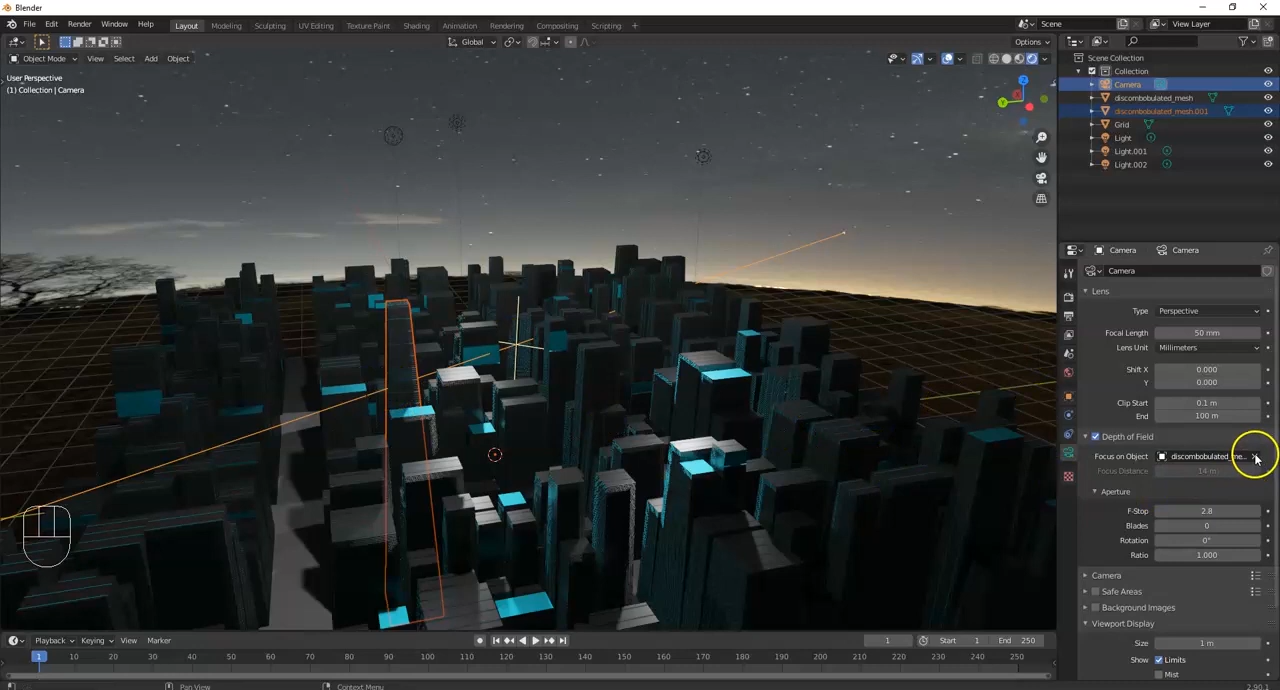 Blender
File Edit Render Window Help Layout Modeling Sculpting UV Editing Texture Paint Shading Animation Rendering Compositing Scripting + Scene View Layer
Global Options
Object Mode View Select Add Object
User Perspective
(1) Collection | Camera
Scene Collection
Collection
Camera
discombobulated_mesh
discombobulated_mesh.001
Grid
Light
Light.001
Light.002
Z
Y
Camera Camera
Camera
Lens
Type Perspective
Focal Length 50 mm
Lens Unit Millimeters
Shift X 0.000
Y 0.000
Clip Start 0.1 m
End 100 m
Depth of Field
Focus on Object discombobulated_me...
Focus Distance 14 m
Aperture
F-Stop 2.8
Blades 0
Rotation 0°
Ratio 1.000
Camera
Safe Areas
Background Images
Viewport Display
Size 1 m
Show Limits
Mist
Playback Keying View Marker 1 Start 1 End 250
1 10 20 30 40 50 60 70 80 90 100 110 120 130 140 150 160 170 180 190 200 210 220 230 240 250
Pan View Context Menu 2.90.1